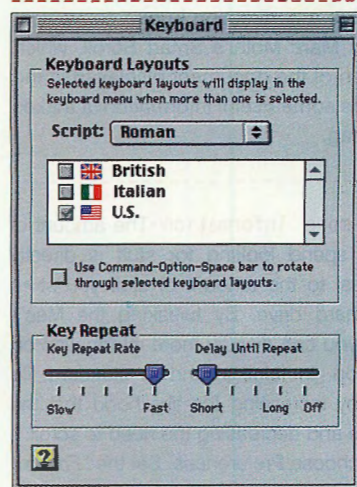 Keyboard
Keyboard Layouts
Selected keyboard layouts will display in the
keyboard menu when more than one is selected.
Script: Roman
British
Italian
U.S.
Use Command-Option-Space bar to rotate
through selected keyboard layouts.
Key Repeat
Key Repeat Rate Delay Until Repeat
Slow Fast Short Long Off
?